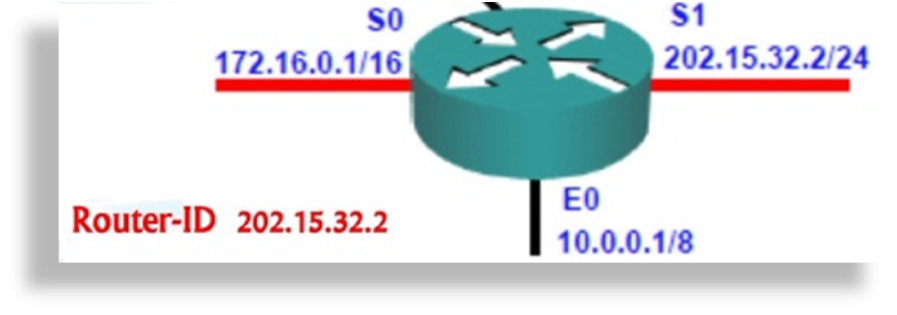 S0
172.16.0.1/16
S1
202.15.32.2/24
Router-ID 202.15.32.2
E0
10.0.0.1/8